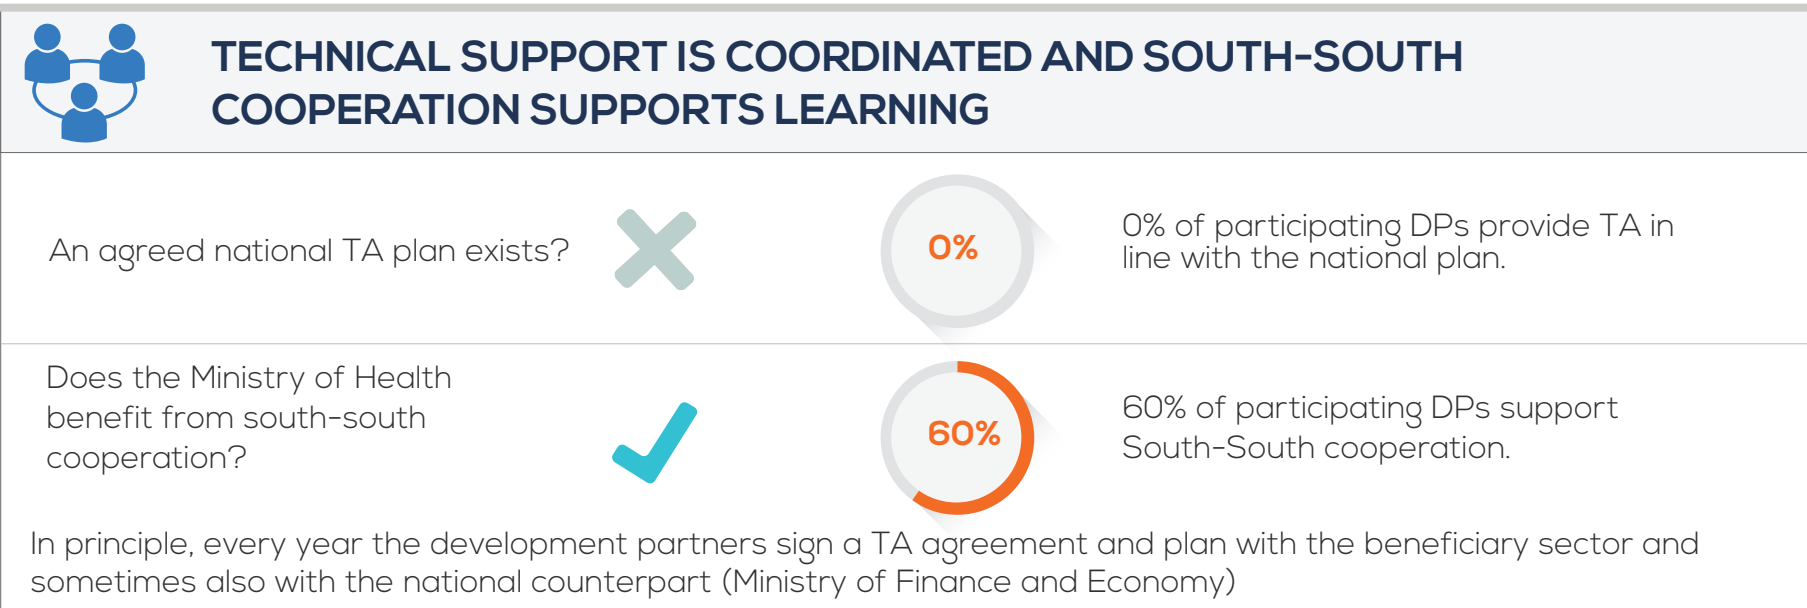 TECHNICAL SUPPORT IS COORDINATED AND SOUTH-SOUTH
COOPERATION SUPPORTS LEARNING
An agreed national TA plan exists?
0%
0% of participating DPs provide TA in
line with the national plan.
Does the Ministry of Health
benefit from south-south
cooperation?
60%
60% of participating DPs support
South-South cooperation.
In principle, every year the development partners sign a TA agreement and plan with the beneficiary sector and
sometimes also with the national counterpart (Ministry of Finance and Economy)